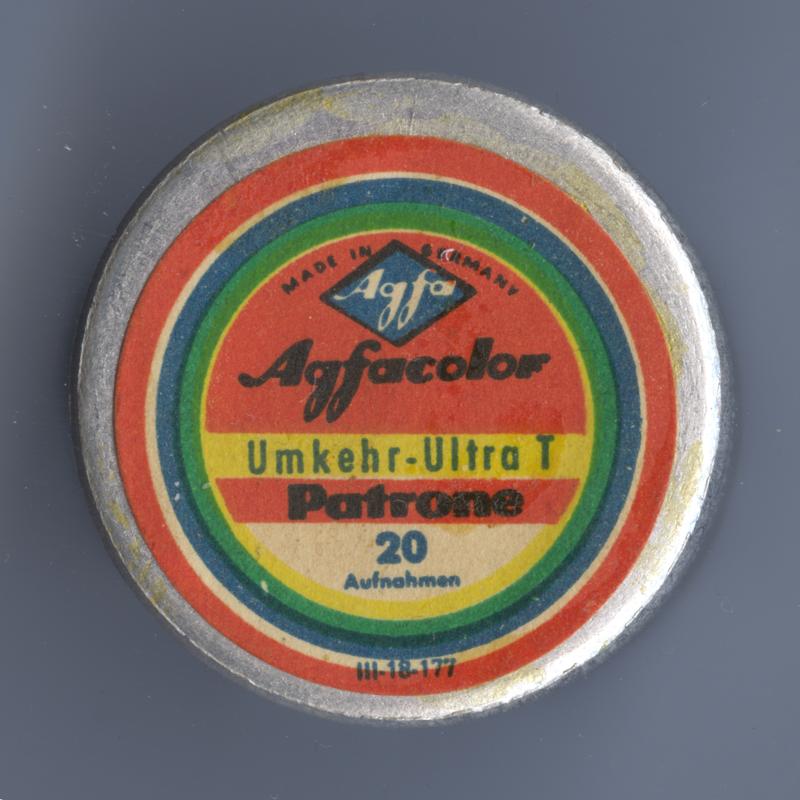 MADE IN GERMANY
Agfa
Agfacolor
Umkehr-Ultra T
Patrone
20
Aufnahmen
III-18-177